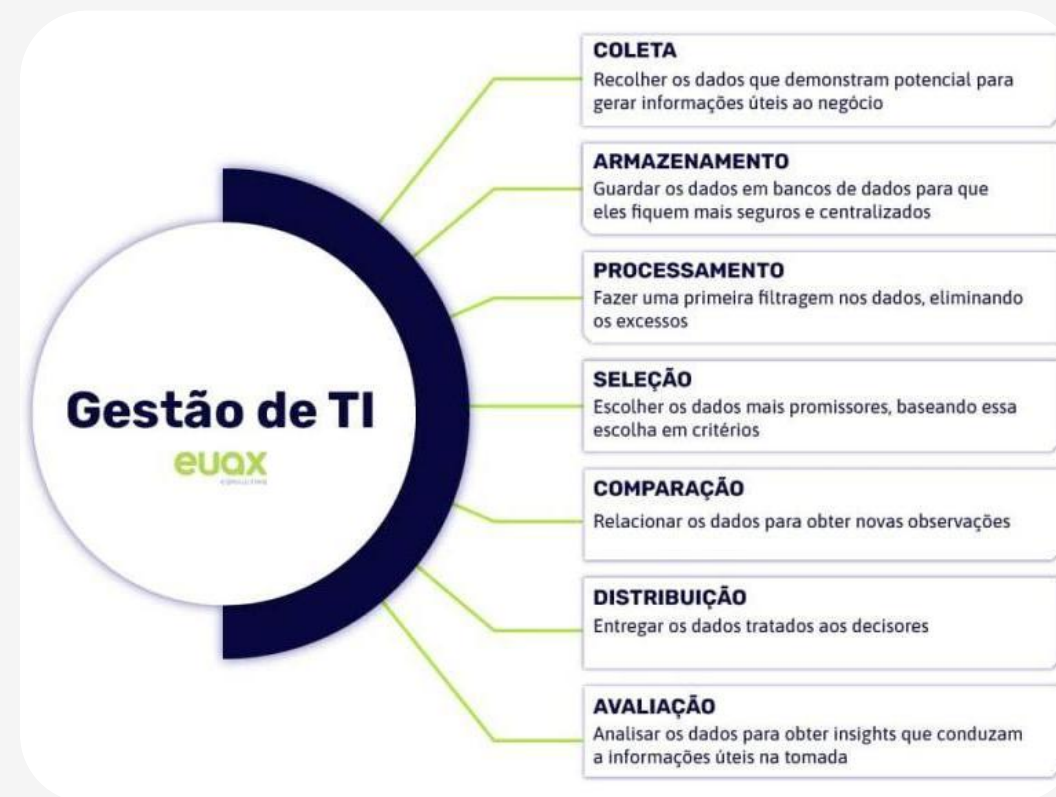 COLETA
Recolher os dados que demonstram potencial para
gerar informações úteis ao negócio
ARMAZENAMENTO
Guardar os dados em bancos de dados para que
eles fiquem mais seguros e centralizados
PROCESSAMENTO
Fazer uma primeira filtragem nos dados, eliminando
os excessos
SELEÇÃO
Escolher os dados mais promissores, baseando essa
escolha em critérios
Gestão de TI
euax
CONSULTING
COMPARAÇÃO
Relacionar os dados para obter novas observações
DISTRIBUIÇÃO
Entregar os dados tratados aos decisores
AVALIAÇÃO
Analisar os dados para obter insights que conduzam
a informações úteis na tomada